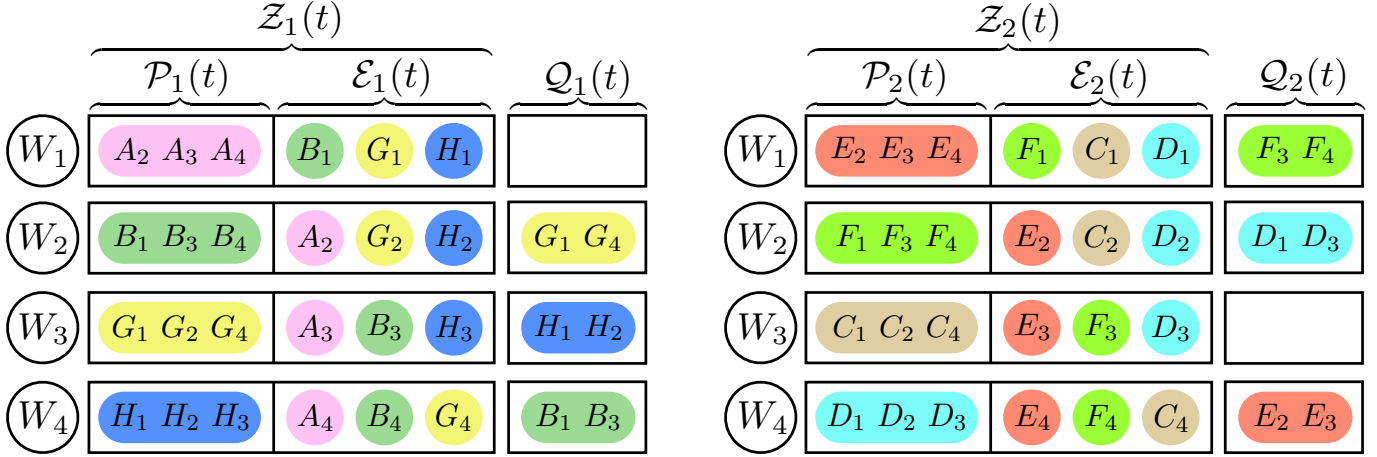 𝒵₁(t) 𝒵₂(t)
𝒫₁(t) ℰ₁(t) 𝒬₁(t) 𝒫₂(t) ℰ₂(t) 𝒬₂(t)
W₁ A₂ A₃ A₄ B₁ G₁ H₁ W₁ E₂ E₃ E₄ F₁ C₁ D₁ F₃ F₄
W₂ B₁ B₃ B₄ A₂ G₂ H₂ G₁ G₄ W₂ F₁ F₃ F₄ E₂ C₂ D₂ D₁ D₃
W₃ G₁ G₂ G₄ A₃ B₃ H₃ H₁ H₂ W₃ C₁ C₂ C₄ E₃ F₃ D₃
W₄ H₁ H₂ H₃ A₄ B₄ G₄ B₁ B₃ W₄ D₁ D₂ D₃ E₄ F₄ C₄ E₂ E₃